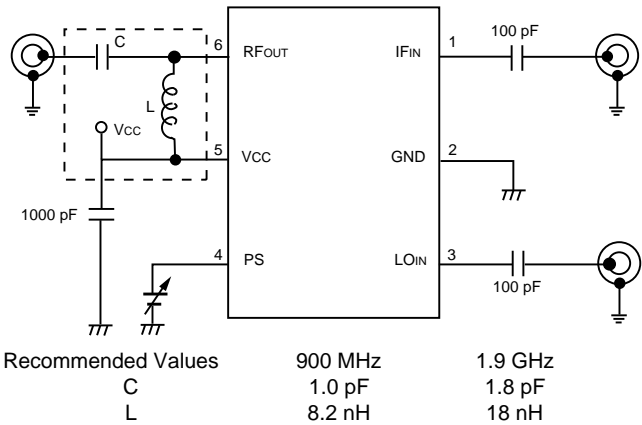 C
6
RFOUT
IFIN
1
100 pF
L
VCC
5
VCC
GND
2
1000 pF
4
PS
LOIN
3
100 pF
Recommended Values 900 MHz 1.9 GHz
C 1.0 pF 1.8 pF
L 8.2 nH 18 nH